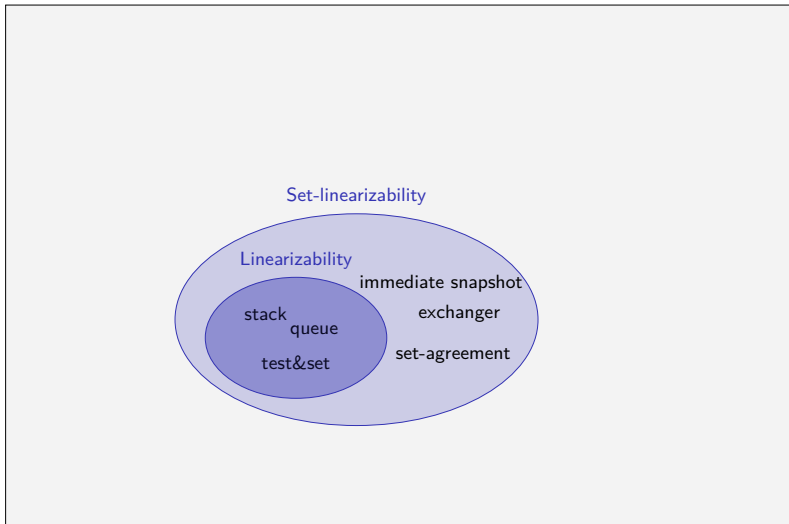 Set-linearizability
Linearizability
immediate snapshot
stack
exchanger
queue
set-agreement
test&set